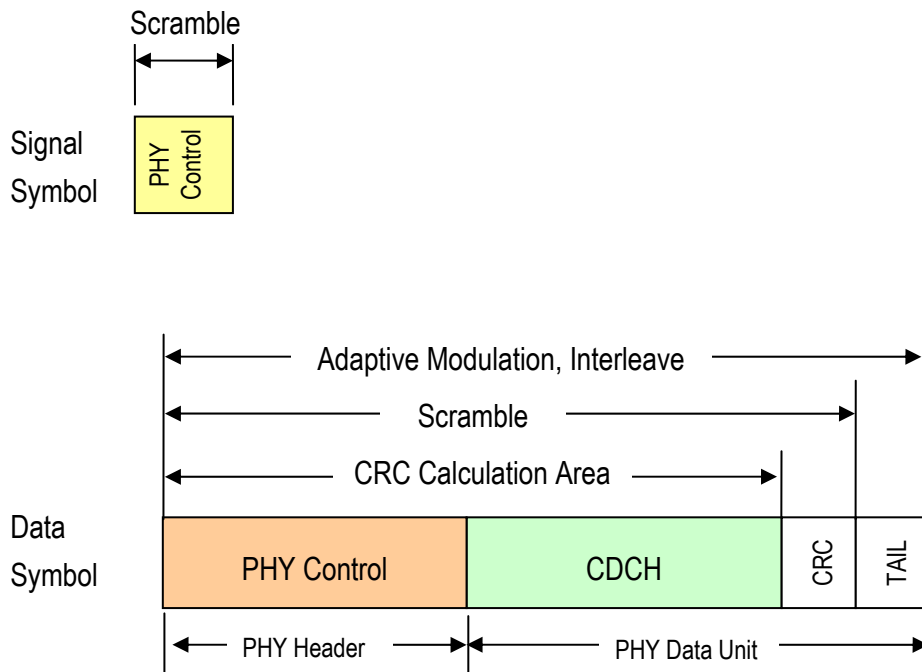 Scramble
Signal
Symbol
PHY
Control
Adaptive Modulation, Interleave
Scramble
CRC Calculation Area
Data
Symbol
PHY Control
CDCH
CRC
TAIL
PHY Header
PHY Data Unit